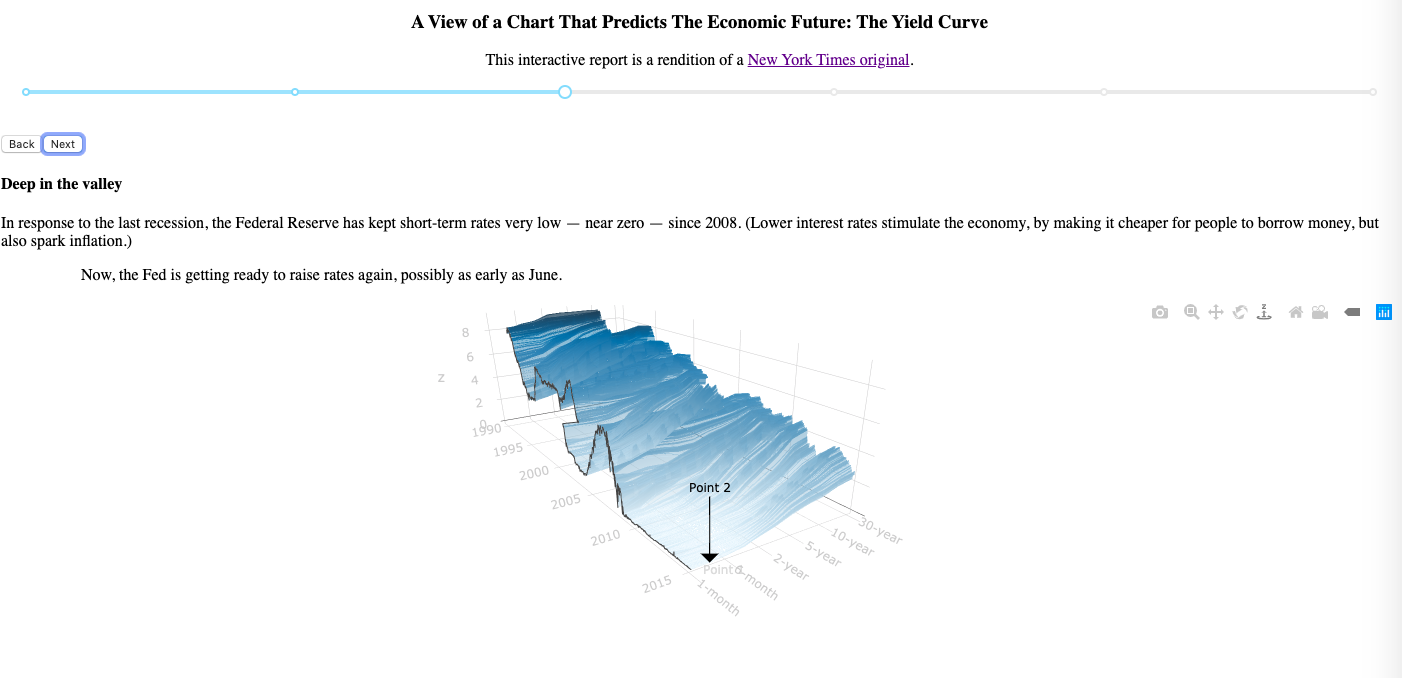 A View of a Chart That Predicts The Economic Future: The Yield Curve
This interactive report is a rendition of a New York Times original.
Back Next
Deep in the valley
In response to the last recession, the Federal Reserve has kept short-term rates very low — near zero — since 2008. (Lower interest rates stimulate the economy, by making it cheaper for people to borrow money, but
also spark inflation.)
Now, the Fed is getting ready to raise rates again, possibly as early as June.
z
8
6
z
4
2
0
1990
1995
2000
2005
2010
2015
Point 2
Point
1-month
-month
2-year
5-year
10-year
30-year